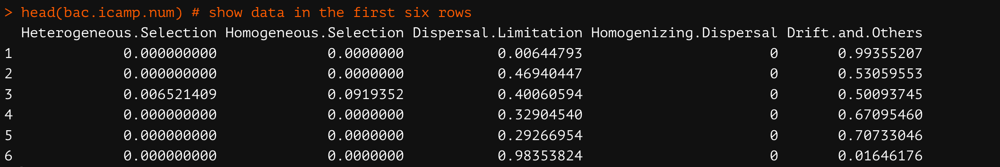 > head(bac.icamp.num) # show data in the first six rows
  Heterogeneous.Selection Homogeneous.Selection Dispersal.Limitation Homogenizing.Dispersal Drift.and.Others
1             0.000000000             0.0000000           0.00644793                      0       0.99355207
2             0.000000000             0.0000000           0.46940447                      0       0.53059553
3             0.006521409             0.0919352           0.40060594                      0       0.50093745
4             0.000000000             0.0000000           0.32904540                      0       0.67095460
5             0.000000000             0.0000000           0.29266954                      0       0.70733046
6             0.000000000             0.0000000           0.98353824                      0       0.01646176